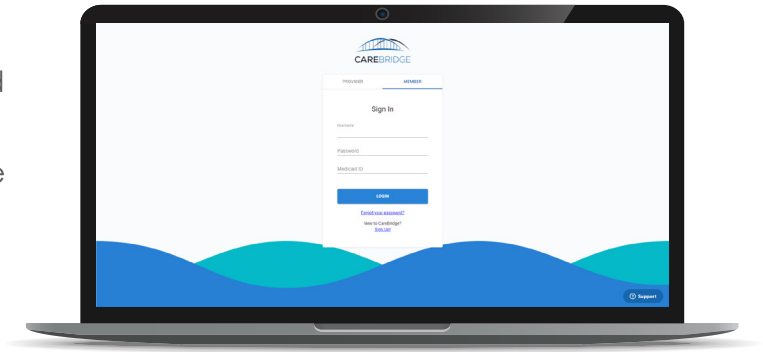 CAREBRIDGE
PROVIDER MEMBER
Sign In
Username
Password
Medicaid ID
LOGIN
Forgot your password?
New to CareBridge?
Sign up!
Support